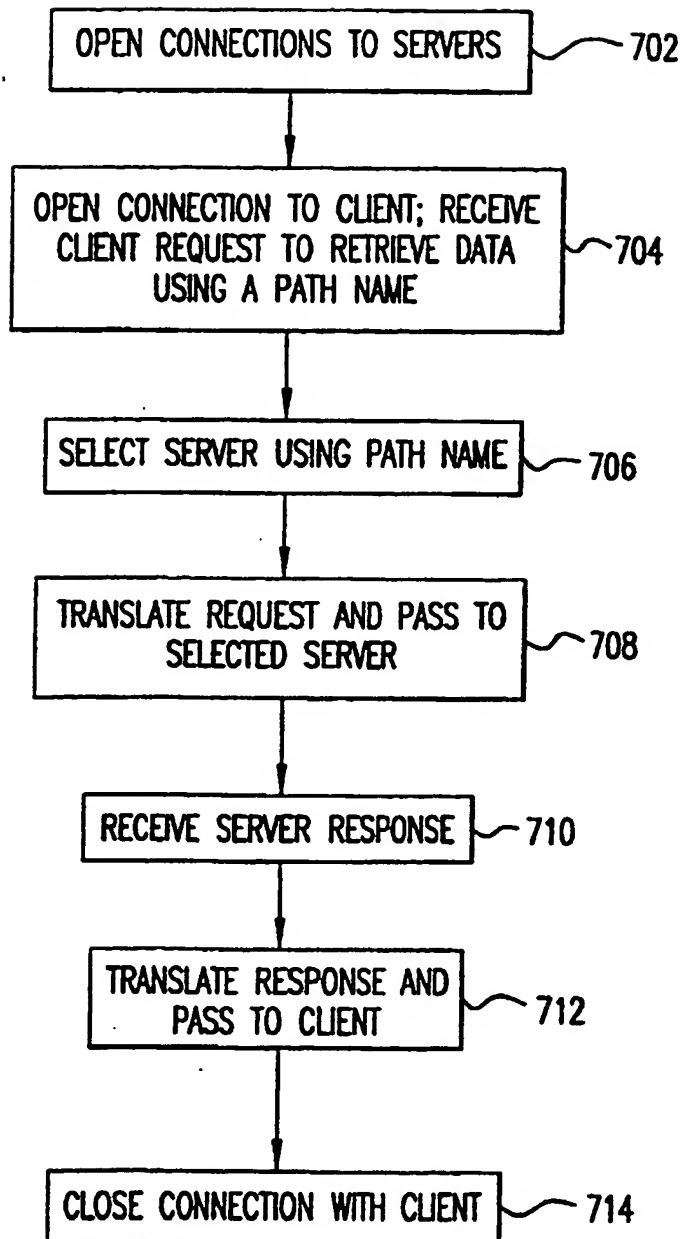 OPEN CONNECTIONS TO SERVERS
702
OPEN CONNECTION TO CLIENT; RECEIVE
CLIENT REQUEST TO RETRIEVE DATA
USING A PATH NAME
704
SELECT SERVER USING PATH NAME
706
TRANSLATE REQUEST AND PASS TO
SELECTED SERVER
708
RECEIVE SERVER RESPONSE
710
TRANSLATE RESPONSE AND
PASS TO CLIENT
712
CLOSE CONNECTION WITH CLIENT
714